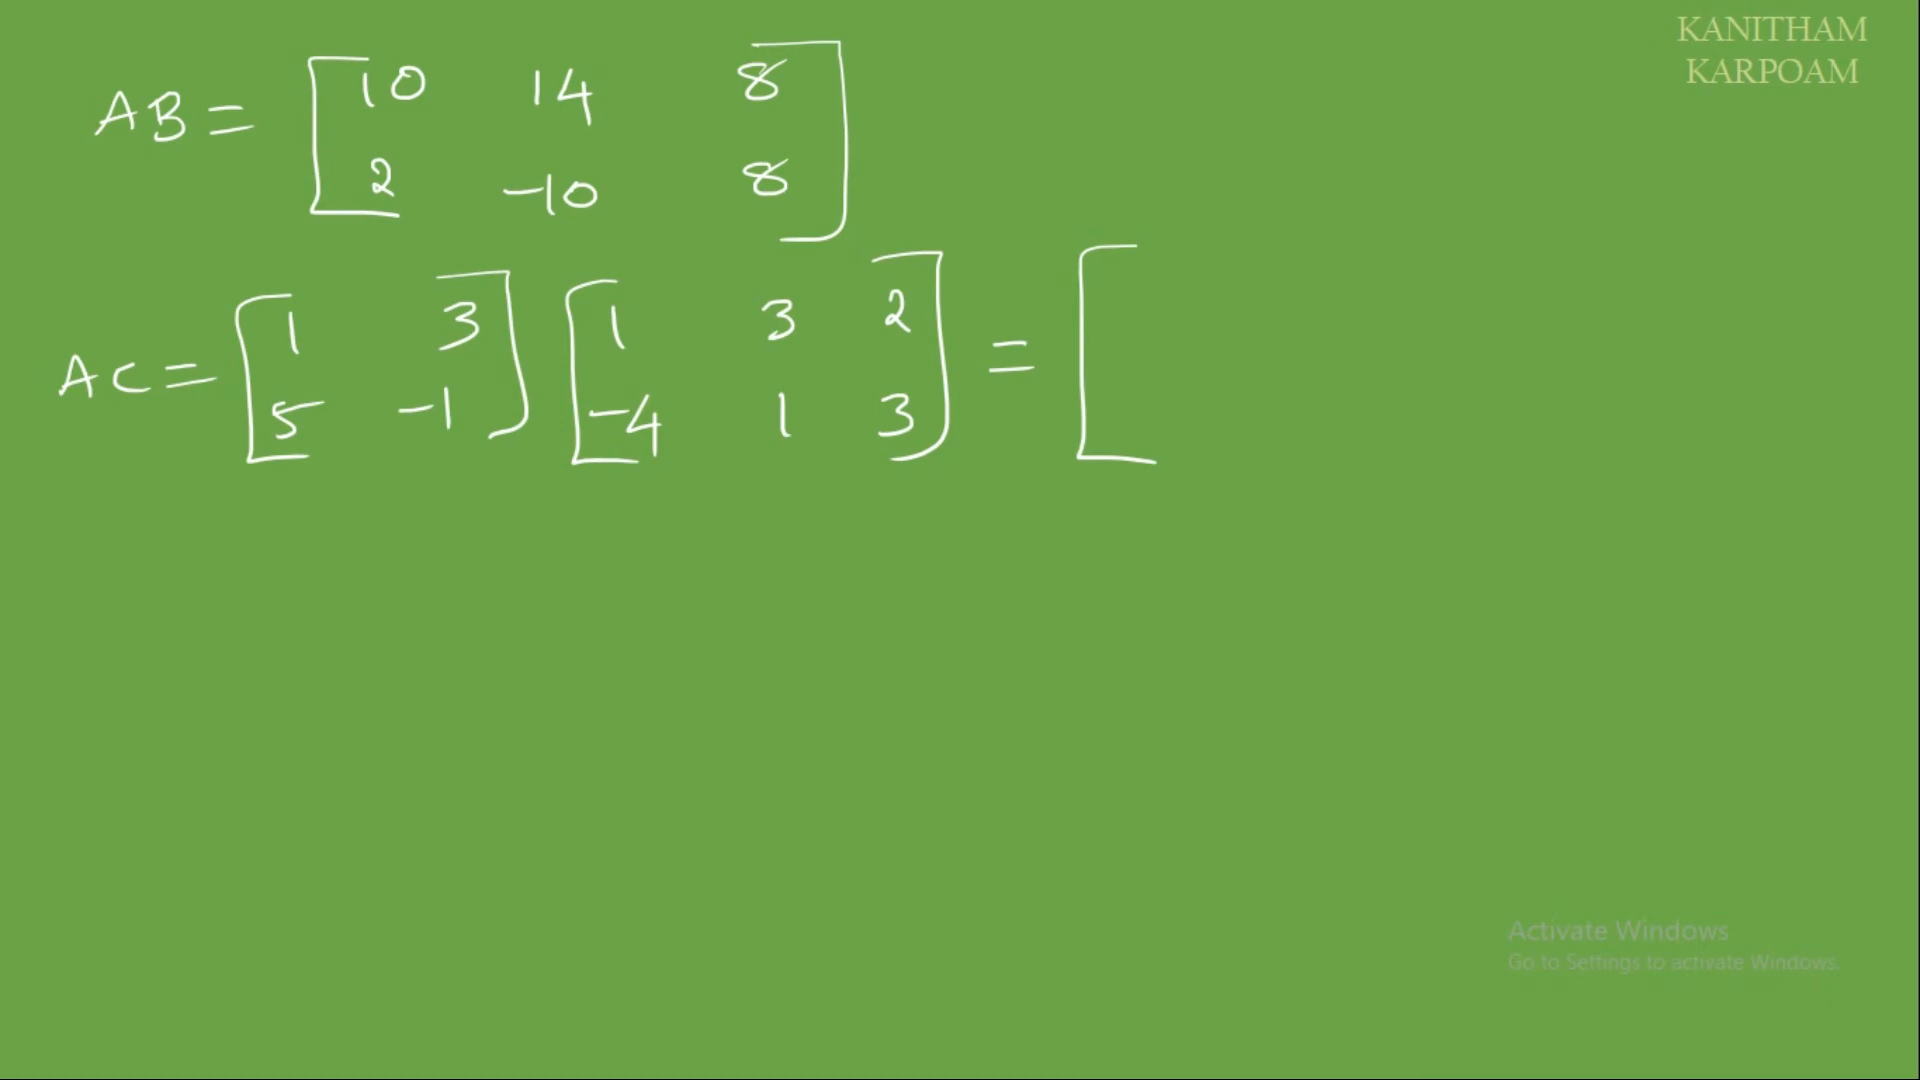 KANITHAM
KARPOAM
AB = [10 14 8
2 -10 8]
AC = [1 3
5 -1] [1 3 2
-4 1 3] = [
Activate Windows
Go to Settings to activate Windows.